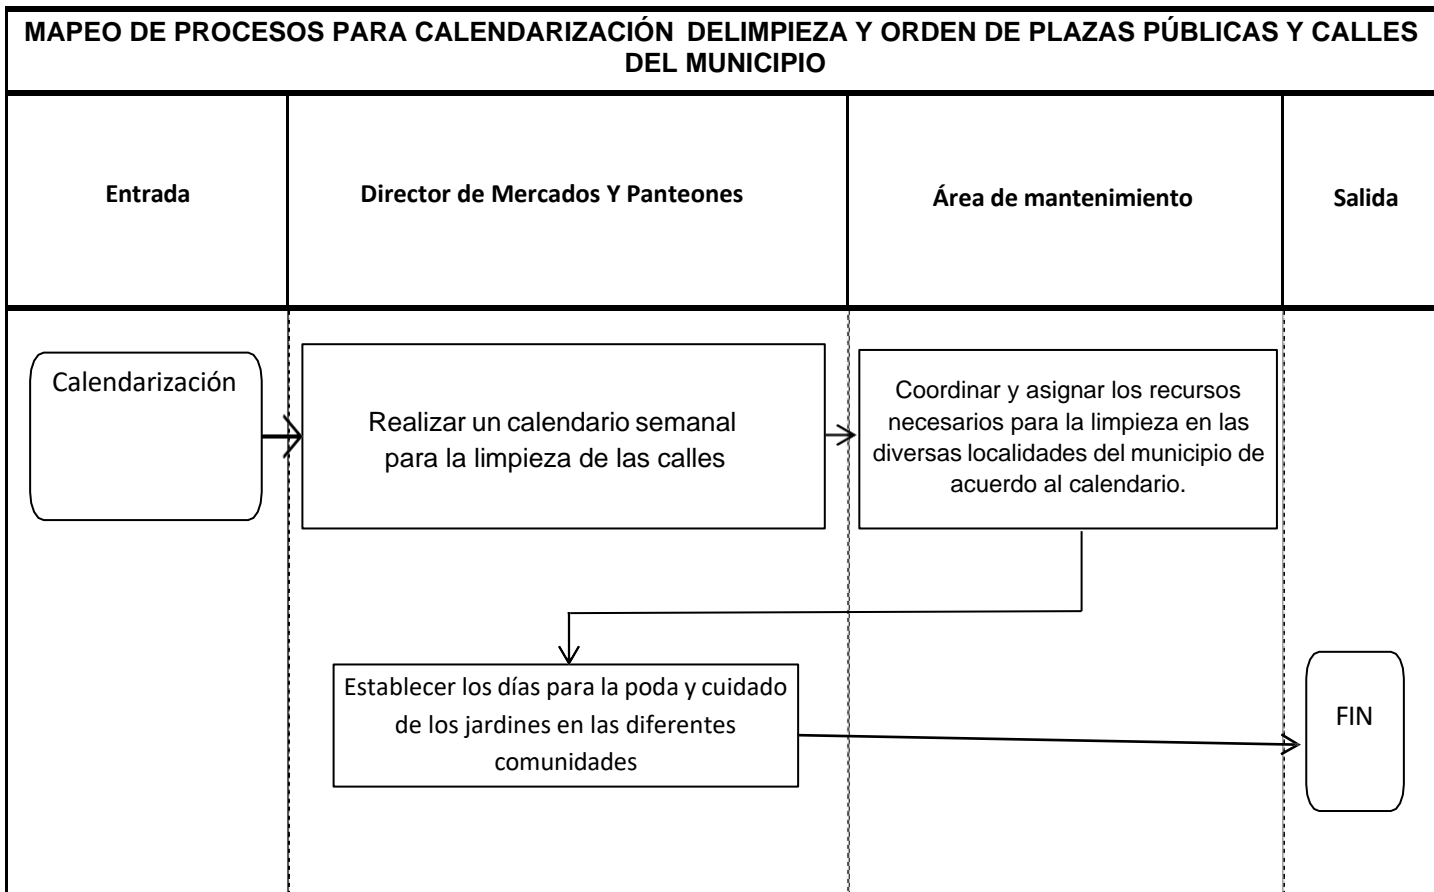 MAPEO DE PROCESOS PARA CALENDARIZACIÓN  DELIMPIEZA Y ORDEN DE PLAZAS PÚBLICAS Y CALLES
DEL MUNICIPIO
Entrada
Director de Mercados Y Panteones
Área de mantenimiento
Salida
Calendarización
Realizar un calendario semanal
para la limpieza de las calles
Coordinar y asignar los recursos
necesarios para la limpieza en las
diversas localidades del municipio de
acuerdo al calendario.
Establecer los días para la poda y cuidado
de los jardines en las diferentes
comunidades
FIN